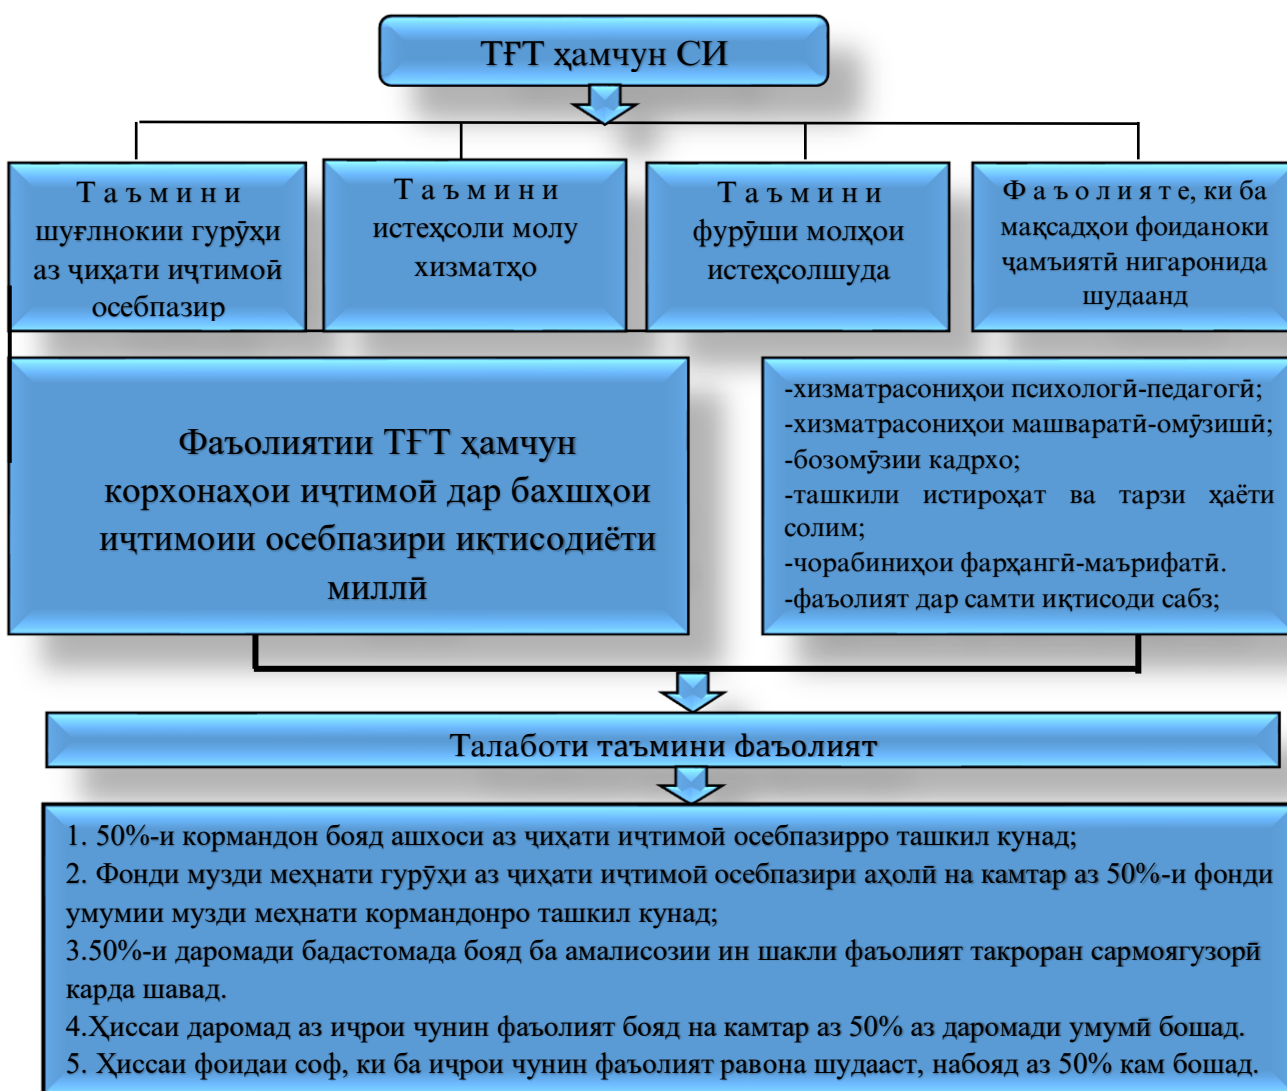 ТҒТ ҳамчун СИ
Таъмини
шуғлнокии гурӯҳи
аз ҷиҳати иҷтимоӣ
осебпазир
Таъмини
истеҳсоли молу
хизматҳо
Таъмини
фурӯши молҳои
истеҳсолшуда
Фаъолияте, ки ба
мақсадҳои фоиданоки
ҷамъиятӣ нигаронида
шудаанд
Фаъолиятии ТҒТ ҳамчун
корхонаҳои иҷтимоӣ дар бахшҳои
иҷтимоии осебпазири иқтисодиёти
миллӣ
-хизматрасониҳои психологӣ-педагогӣ;
-хизматрасониҳои машваратӣ-омӯзишӣ;
-бозомӯзии кадрхо;
-ташкили истироҳат ва тарзи ҳаёти
солим;
-чорабиниҳои фарҳангӣ-маърифатӣ.
-фаъолият дар самти иқтисоди сабз;
Талаботи таъмини фаъолият
1. 50%-и кормандон бояд ашхоси аз ҷиҳати иҷтимоӣ осебпазирро ташкил кунад;
2. Фонди музди меҳнати гурӯҳи аз ҷиҳати иҷтимоӣ осебпазири аҳолӣ на камтар аз 50%-и фонди
умумии музди меҳнати кормандонро ташкил кунад;
3.50%-и даромади бадастомада бояд ба амалисозии ин шакли фаъолият такроран сармоягузорӣ
карда шавад.
4.Ҳиссаи даромад аз иҷрои чунин фаъолият бояд на камтар аз 50% аз даромади умумӣ бошад.
5. Ҳиссаи фоидаи соф, ки ба иҷрои чунин фаъолият равона шудааст, набояд аз 50% кам бошад.